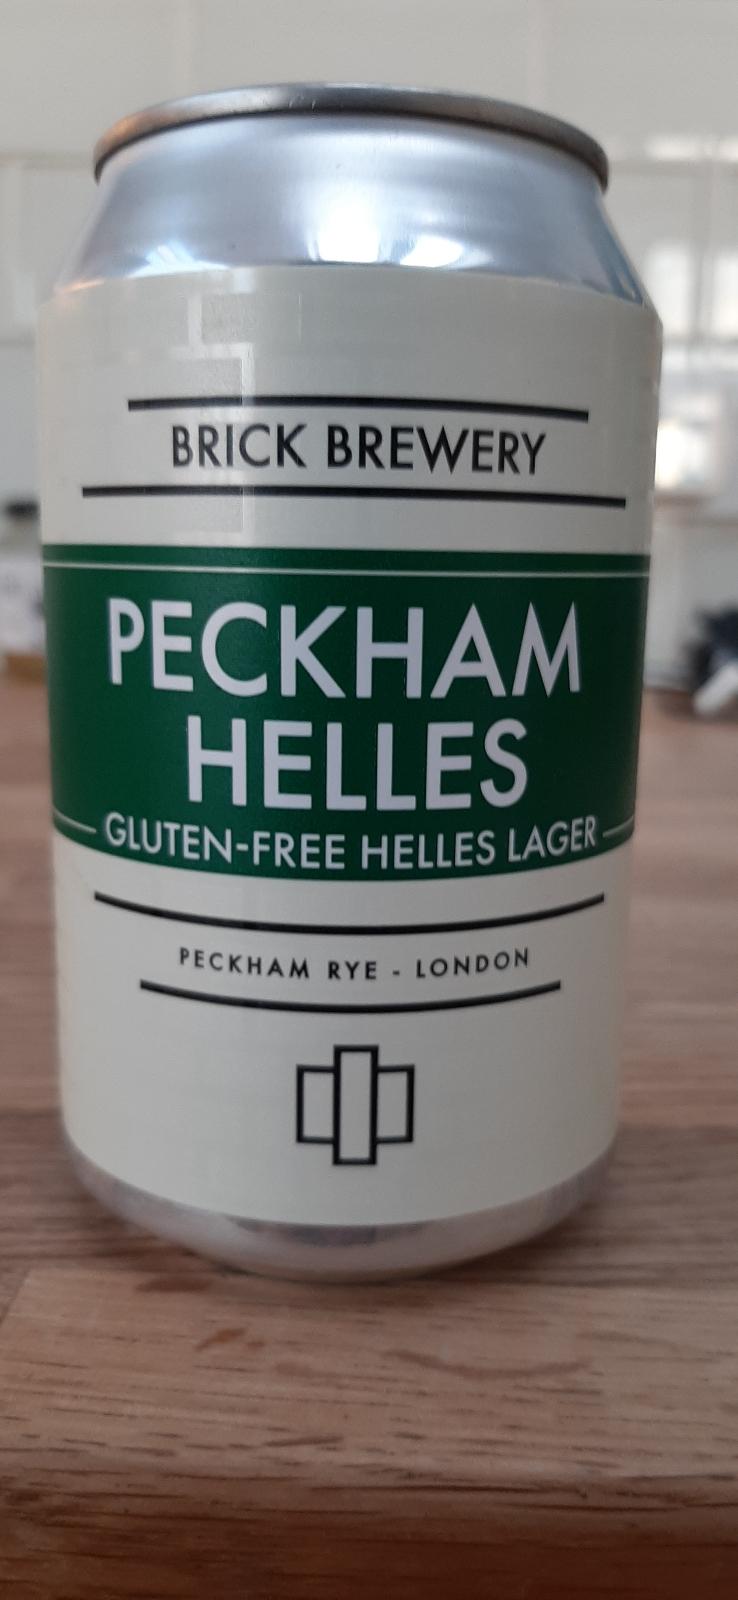 BRICK BREWERY
PECKHAM
HELLES
GLUTEN-FREE HELLES LAGER
PECKHAM RYE - LONDON